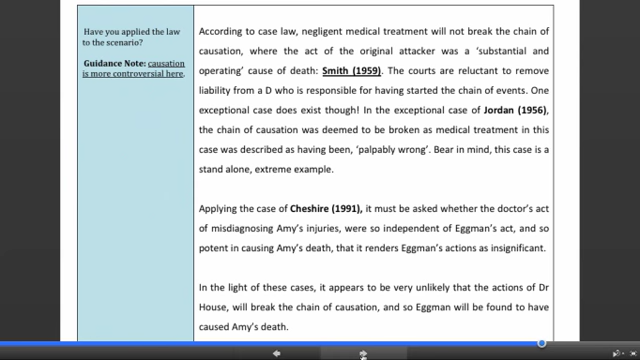 Have you applied the law
to the scenario?
Guidance Note: causation
is more controversial here.
According to case law, negligent medical treatment will not break the chain of
causation, where the act of the original attacker was a ‘substantial and
operating’ cause of death: Smith (1959). The courts are reluctant to remove
liability from a D who is responsible for having started the chain of events. One
exceptional case does exist though! In the exceptional case of Jordan (1956),
the chain of causation was deemed to be broken as medical treatment in this
case was described as having been, ‘palpably wrong’. Bear in mind, this case is a
stand alone, extreme example.
Applying the case of Cheshire (1991), it must be asked whether the doctor’s act
of misdiagnosing Amy’s injuries, were so independent of Eggman’s act, and so
potent in causing Amy’s death, that it renders Eggman’s actions as insignificant.
In the light of these cases, it appears to be very unlikely that the actions of Dr
House, will break the chain of causation, and so Eggman will be found to have
caused Amy’s death.